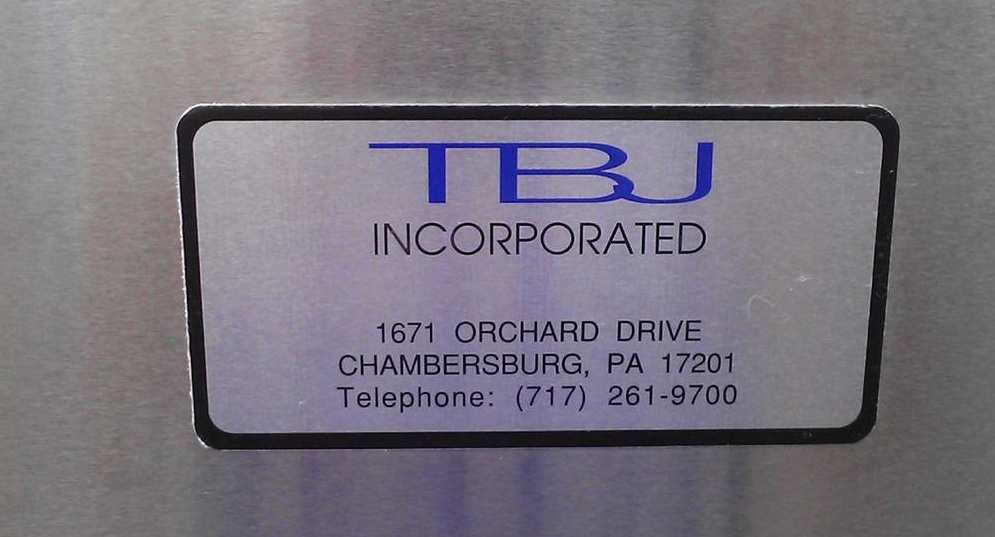 TBJ
INCORPORATED
1671 ORCHARD DRIVE
CHAMBERSBURG, PA 17201
Telephone: (717) 261-9700